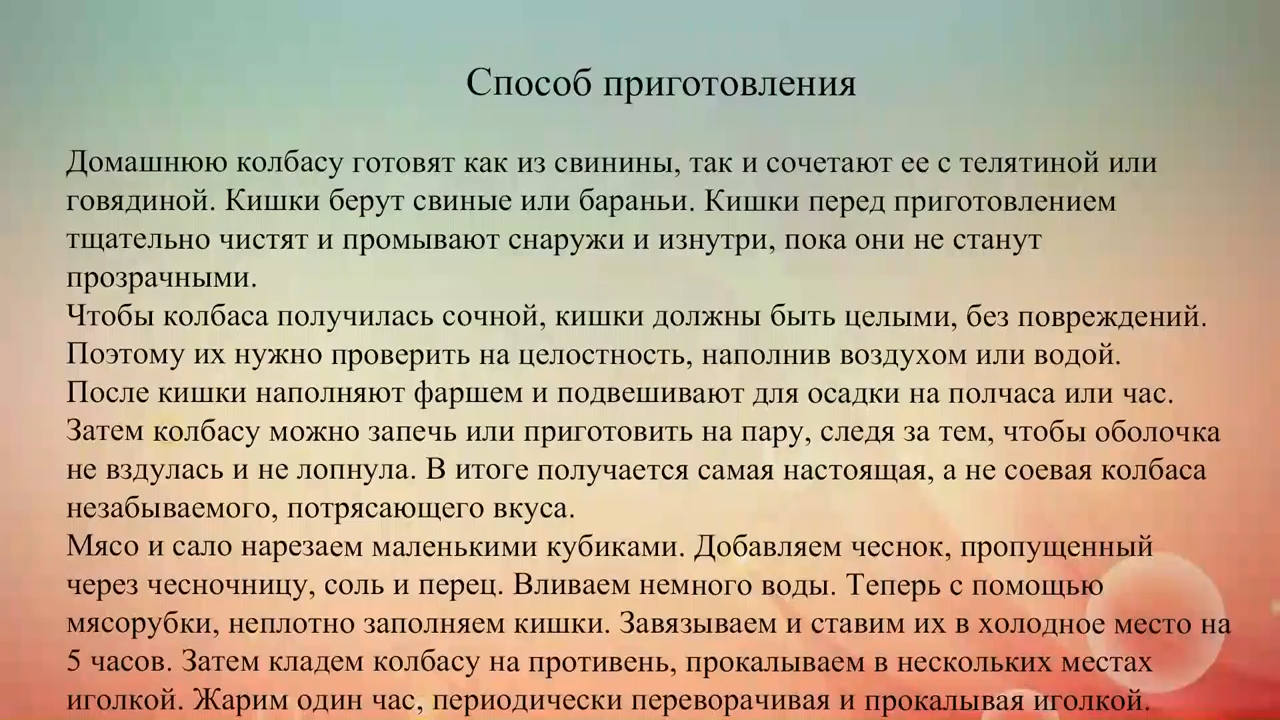 Способ приготовления
Домашнюю колбасу готовят как из свинины, так и сочетают ее с телятиной или
говядиной. Кишки берут свиные или бараньи. Кишки перед приготовлением
тщательно чистят и промывают снаружи и изнутри, пока они не станут
прозрачными.
Чтобы колбаса получилась сочной, кишки должны быть целыми, без повреждений.
Поэтому их нужно проверить на целостность, наполнив воздухом или водой.
После кишки наполняют фаршем и подвешивают для осадки на полчаса или час.
Затем колбасу можно запечь или приготовить на пару, следя за тем, чтобы оболочка
не вздулась и не лопнула. В итоге получается самая настоящая, а не соевая колбаса
незабываемого, потрясающего вкуса.
Мясо и сало нарезаем маленькими кубиками. Добавляем чеснок, пропущенный
через чесночницу, соль и перец. Вливаем немного воды. Теперь с помощью
мясорубки, неплотно заполняем кишки. Завязываем и ставим их в холодное место на
5 часов. Затем кладем колбасу на противень, прокалываем в нескольких местах
иголкой. Жарим один час, периодически переворачивая и прокалывая иголкой.